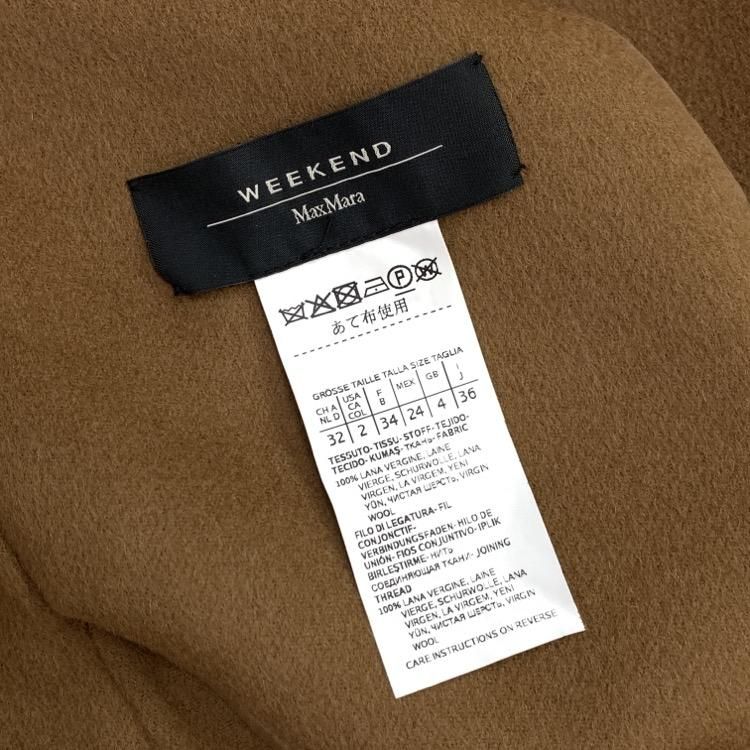 WEEKEND
MaxMara
あて布使用
GROSSE TAILLE TALLA SIZE TAGLIA
CH A NL D USA CA COL F B MEX GB I J
32 2 34 24 4 36
TESSUTO-TISSU-STOFF-TEJIDO-
TECIDO-KUMAŞ-ТКАНЬ-FABRIC
100% LANA VERGINE, LAINE
VIERGE, SCHURWOLLE, LANA
VIRGEN, LA VIRGEM, YENI
YÜN, ЧИСТАЯ ШЕРСТЬ, VIRGIN
WOOL
FILO DI LEGATURA-FIL
CONJONCTIF-
VERBINDUNGSFADEN-HILO DE
UNIÓN-FIOS CONJUNTIVO-IPLIK
BIRLEŞTIRME-НИТЬ
СОЕДИНЯЮЩАЯ ТКАНИ-JOINING
THREAD
100% LANA VERGINE, LAINE
VIERGE, SCHURWOLLE, LANA
VIRGEN, LA VIRGEM, YENI
YÜN, ЧИСТАЯ ШЕРСТЬ, VIRGIN
WOOL
CARE INSTRUCTIONS ON REVERSE